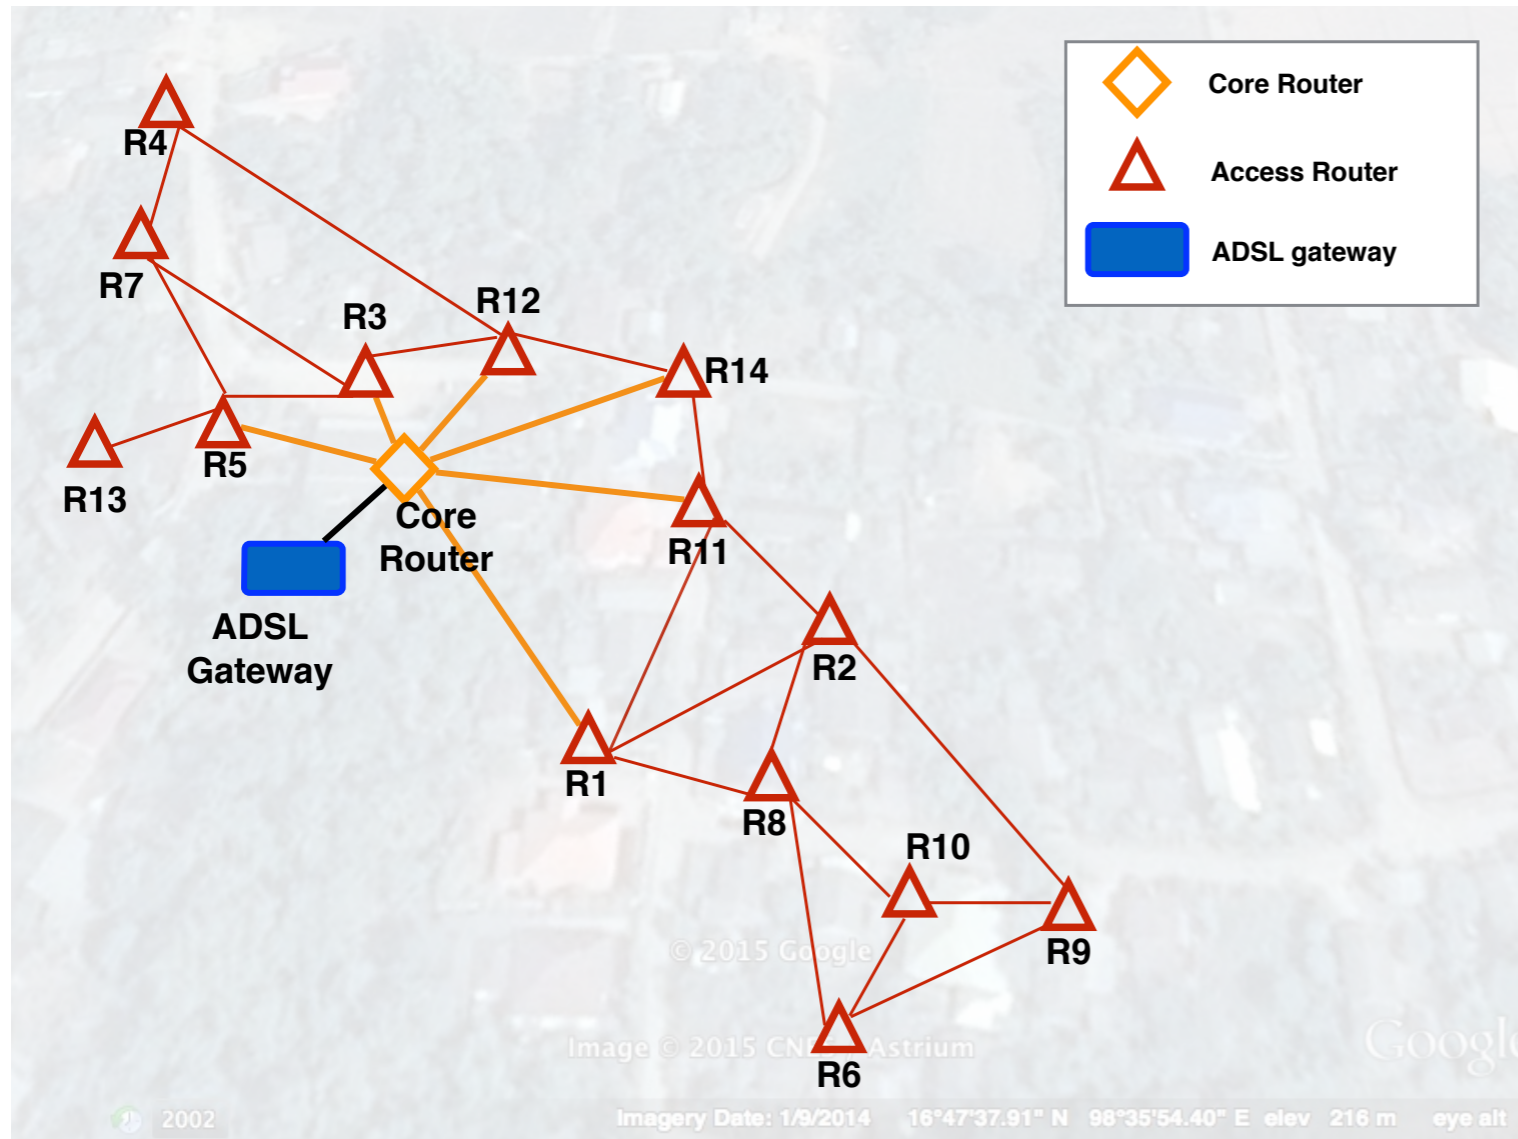 Core Router
Access Router
ADSL gateway
R4
R7
R3
R12
R14
R13
R5
Core
Router
R11
ADSL
Gateway
R2
R1
R8
R10
R9
R6
© 2015 Google
Image © 2015 CNES / Astrium
Google
2002
Imagery Date: 1/9/2014 16°47'37.91" N 98°35'54.40" E elev 216 m eye alt